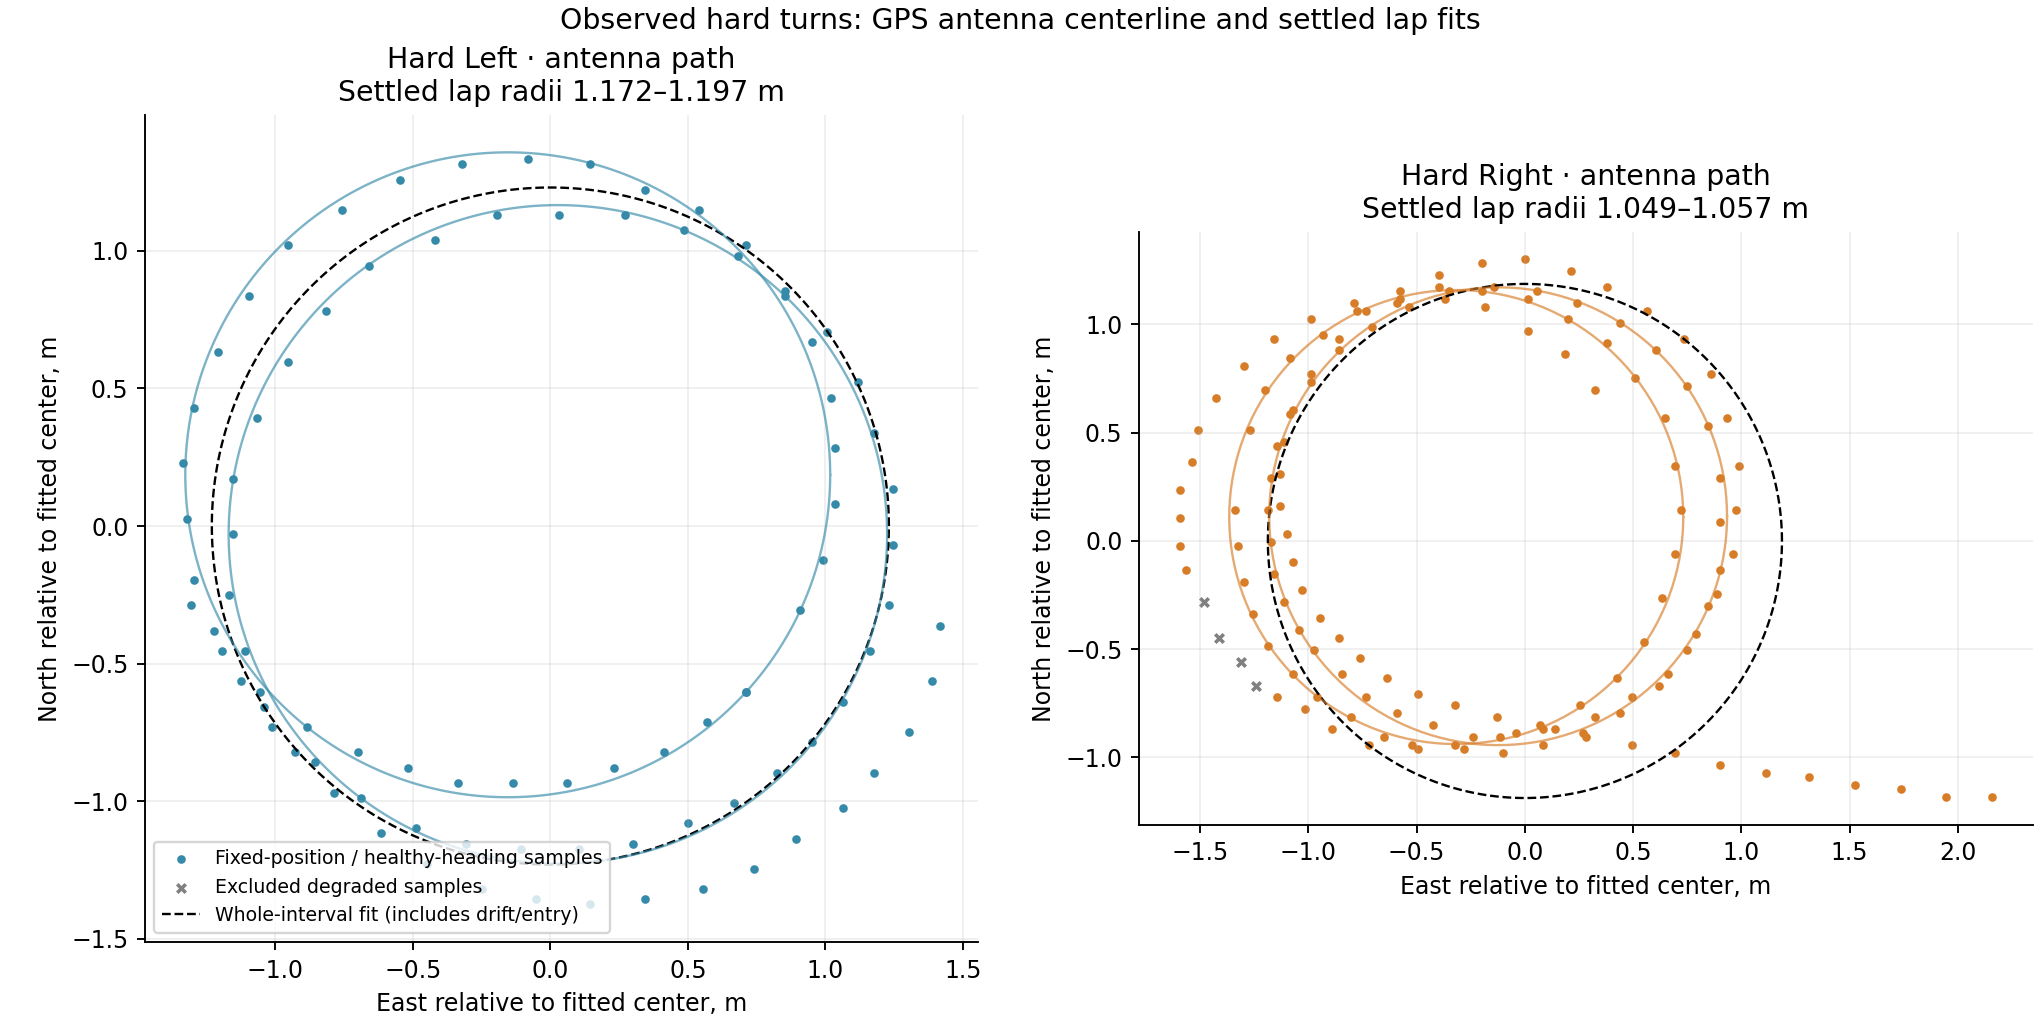 Observed hard turns: GPS antenna centerline and settled lap fits
Hard Left · antenna path
Settled lap radii 1.172–1.197 m
North relative to fitted center, m
1.0
0.5
0.0
−0.5
−1.0
−1.5
Fixed-position / healthy-heading samples
Excluded degraded samples
Whole-interval fit (includes drift/entry)
−1.0 −0.5 0.0 0.5 1.0 1.5
East relative to fitted center, m
Hard Right · antenna path
Settled lap radii 1.049–1.057 m
North relative to fitted center, m
1.0
0.5
0.0
−0.5
−1.0
−1.5 −1.0 −0.5 0.0 0.5 1.0 1.5 2.0
East relative to fitted center, m